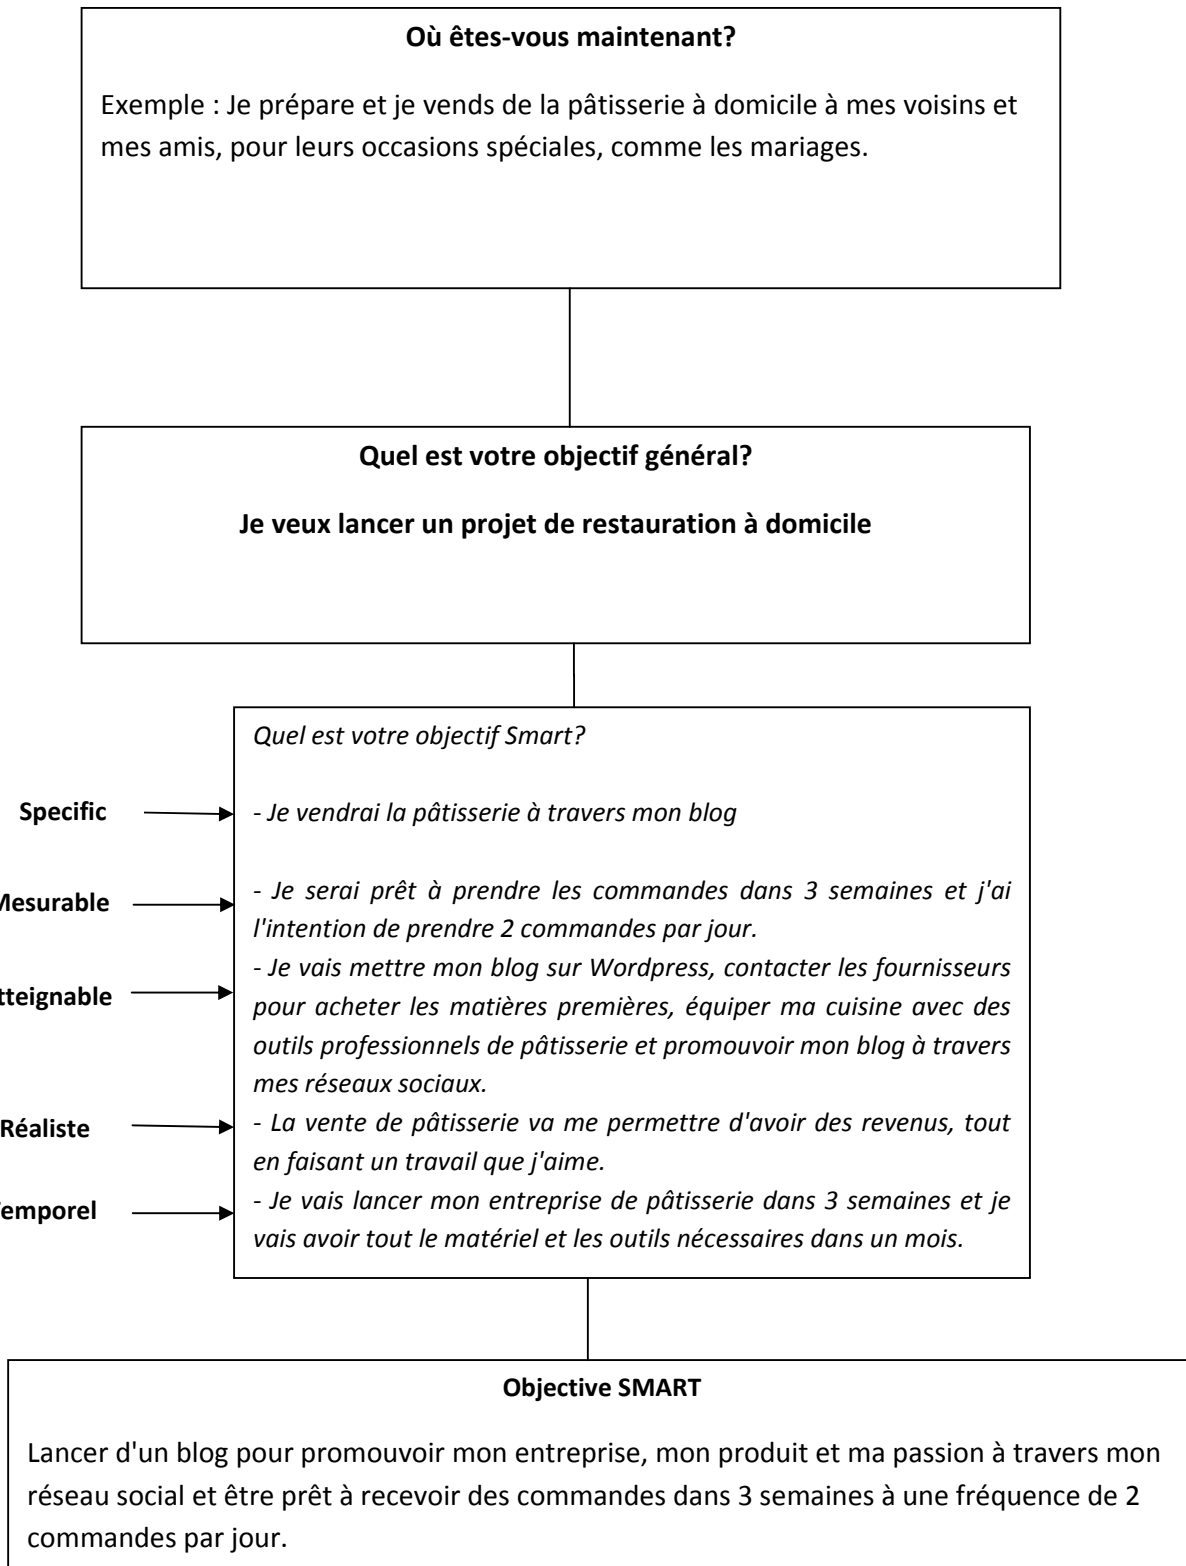 Où êtes-vous maintenant?
Exemple : Je prépare et je vends de la pâtisserie à domicile à mes voisins et
mes amis, pour leurs occasions spéciales, comme les mariages.
Quel est votre objectif général?
Je veux lancer un projet de restauration à domicile
Quel est votre objectif Smart?
Specific
- Je vendrai la pâtisserie à travers mon blog
Mesurable
- Je serai prêt à prendre les commandes dans 3 semaines et j'ai
l'intention de prendre 2 commandes par jour.
tteignable
- Je vais mettre mon blog sur Wordpress, contacter les fournisseurs
pour acheter les matières premières, équiper ma cuisine avec des
outils professionnels de pâtisserie et promouvoir mon blog à travers
mes réseaux sociaux.
Réaliste
- La vente de pâtisserie va me permettre d'avoir des revenus, tout
en faisant un travail que j'aime.
Temporel
- Je vais lancer mon entreprise de pâtisserie dans 3 semaines et je
vais avoir tout le matériel et les outils nécessaires dans un mois.
Objective SMART
Lancer d'un blog pour promouvoir mon entreprise, mon produit et ma passion à travers mon
réseau social et être prêt à recevoir des commandes dans 3 semaines à une fréquence de 2
commandes par jour.